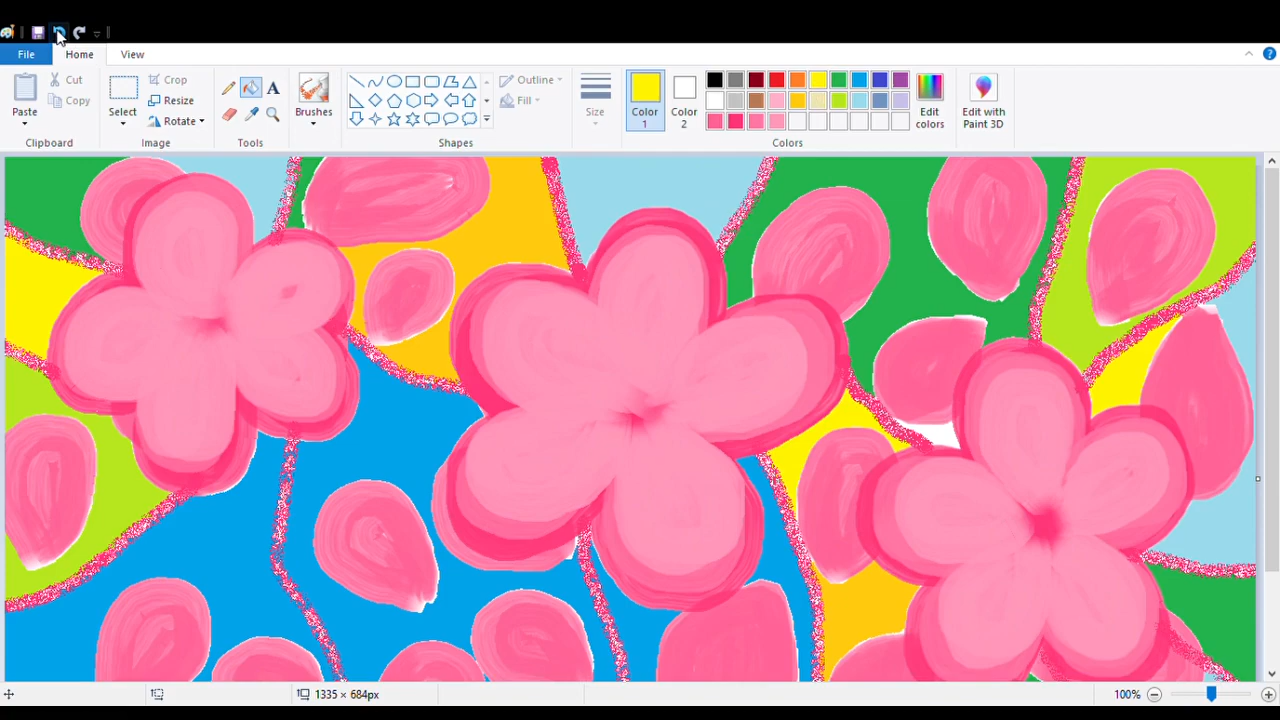 File Home View
Cut
Copy
Paste
Clipboard
Select
Crop
Resize
Rotate
Image
A
Tools
Brushes
Outline
Fill
Shapes
Size
Color
1
Color
2
Edit
colors
Colors
Edit with
Paint 3D
1335 × 684px
100%